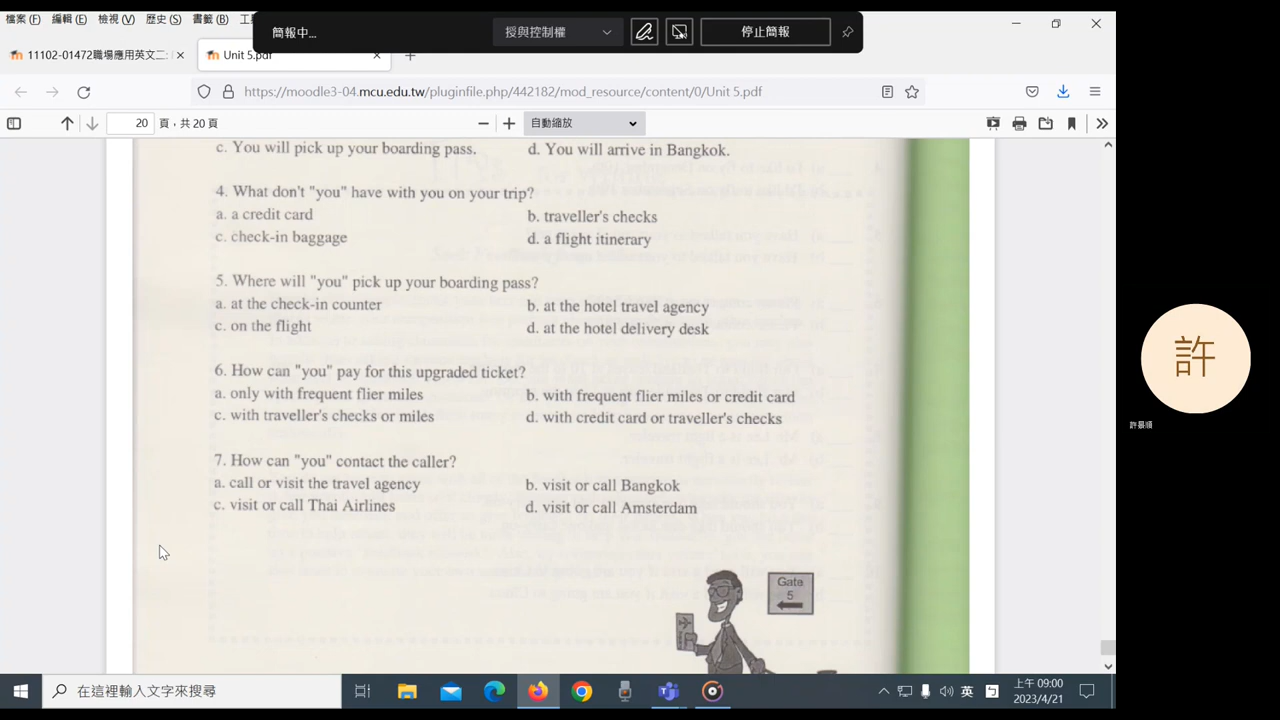 檔案 (F) 編輯 (E) 檢視 (V) 歷史 (S) 書籤 (B)
簡報中... 授與控制權 停止簡報
11102-01472職場應用英文二: Unit 5.pdf
https://moodle3-04.mcu.edu.tw/pluginfile.php/442182/mod_resource/content/0/Unit 5.pdf
20 頁，共 20 頁 自動縮放
c. You will pick up your boarding pass. d. You will arrive in Bangkok.
4. What don't "you" have with you on your trip?
a. a credit card b. traveller's checks
c. check-in baggage d. a flight itinerary
5. Where will "you" pick up your boarding pass?
a. at the check-in counter b. at the hotel travel agency
c. on the flight d. at the hotel delivery desk
6. How can "you" pay for this upgraded ticket?
a. only with frequent flier miles b. with frequent flier miles or credit card
c. with traveller's checks or miles d. with credit card or traveller's checks
7. How can "you" contact the caller?
a. call or visit the travel agency b. visit or call Bangkok
c. visit or call Thai Airlines d. visit or call Amsterdam
Gate
5
許
許景順
在這裡輸入文字來搜尋
英
上午 09:00
2023/4/21